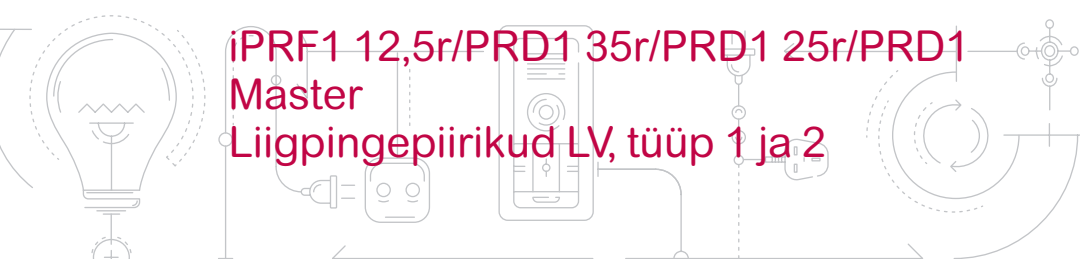 iPRF1 12,5r/PRD1 35r/PRD1 25r/PRD1
Master
Liigpingepiirikud LV, tüüp 1 ja 2